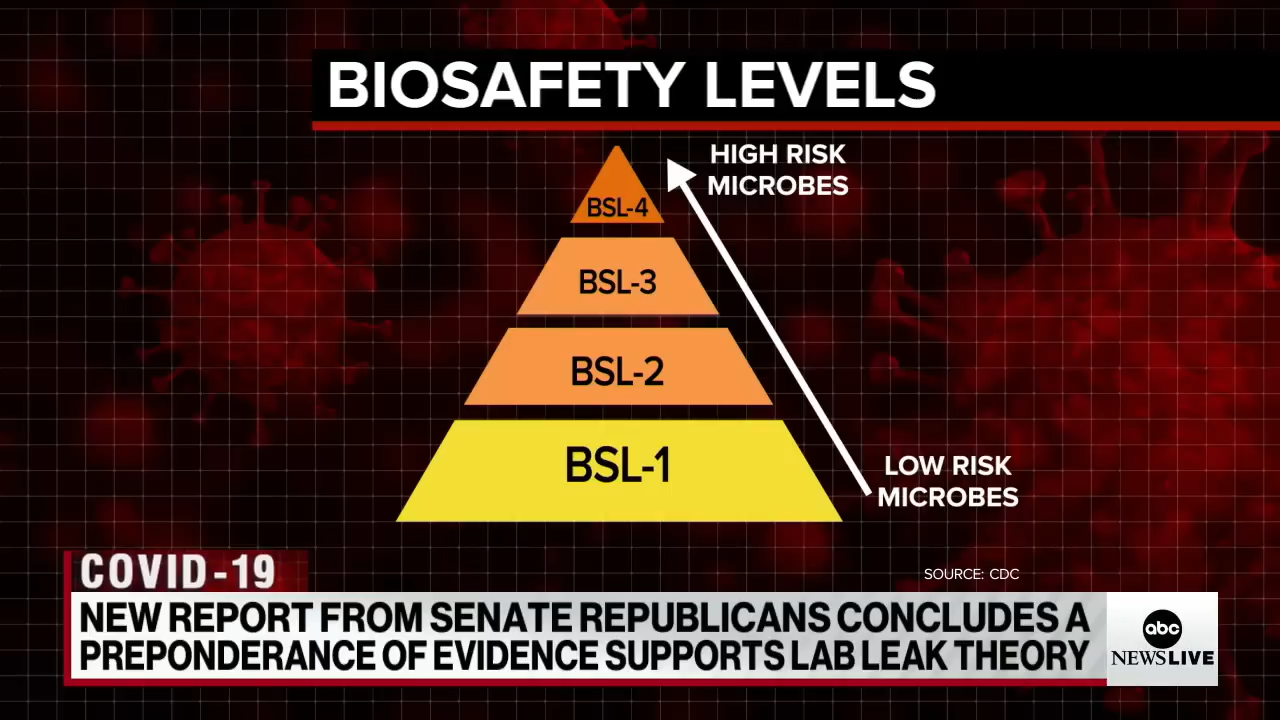 BIOSAFETY LEVELS
HIGH RISK
MICROBES
BSL-4
BSL-3
BSL-2
BSL-1
LOW RISK
MICROBES
SOURCE: CDC
COVID-19
NEW REPORT FROM SENATE REPUBLICANS CONCLUDES A
PREPONDERANCE OF EVIDENCE SUPPORTS LAB LEAK THEORY
abc
NEWSLIVE